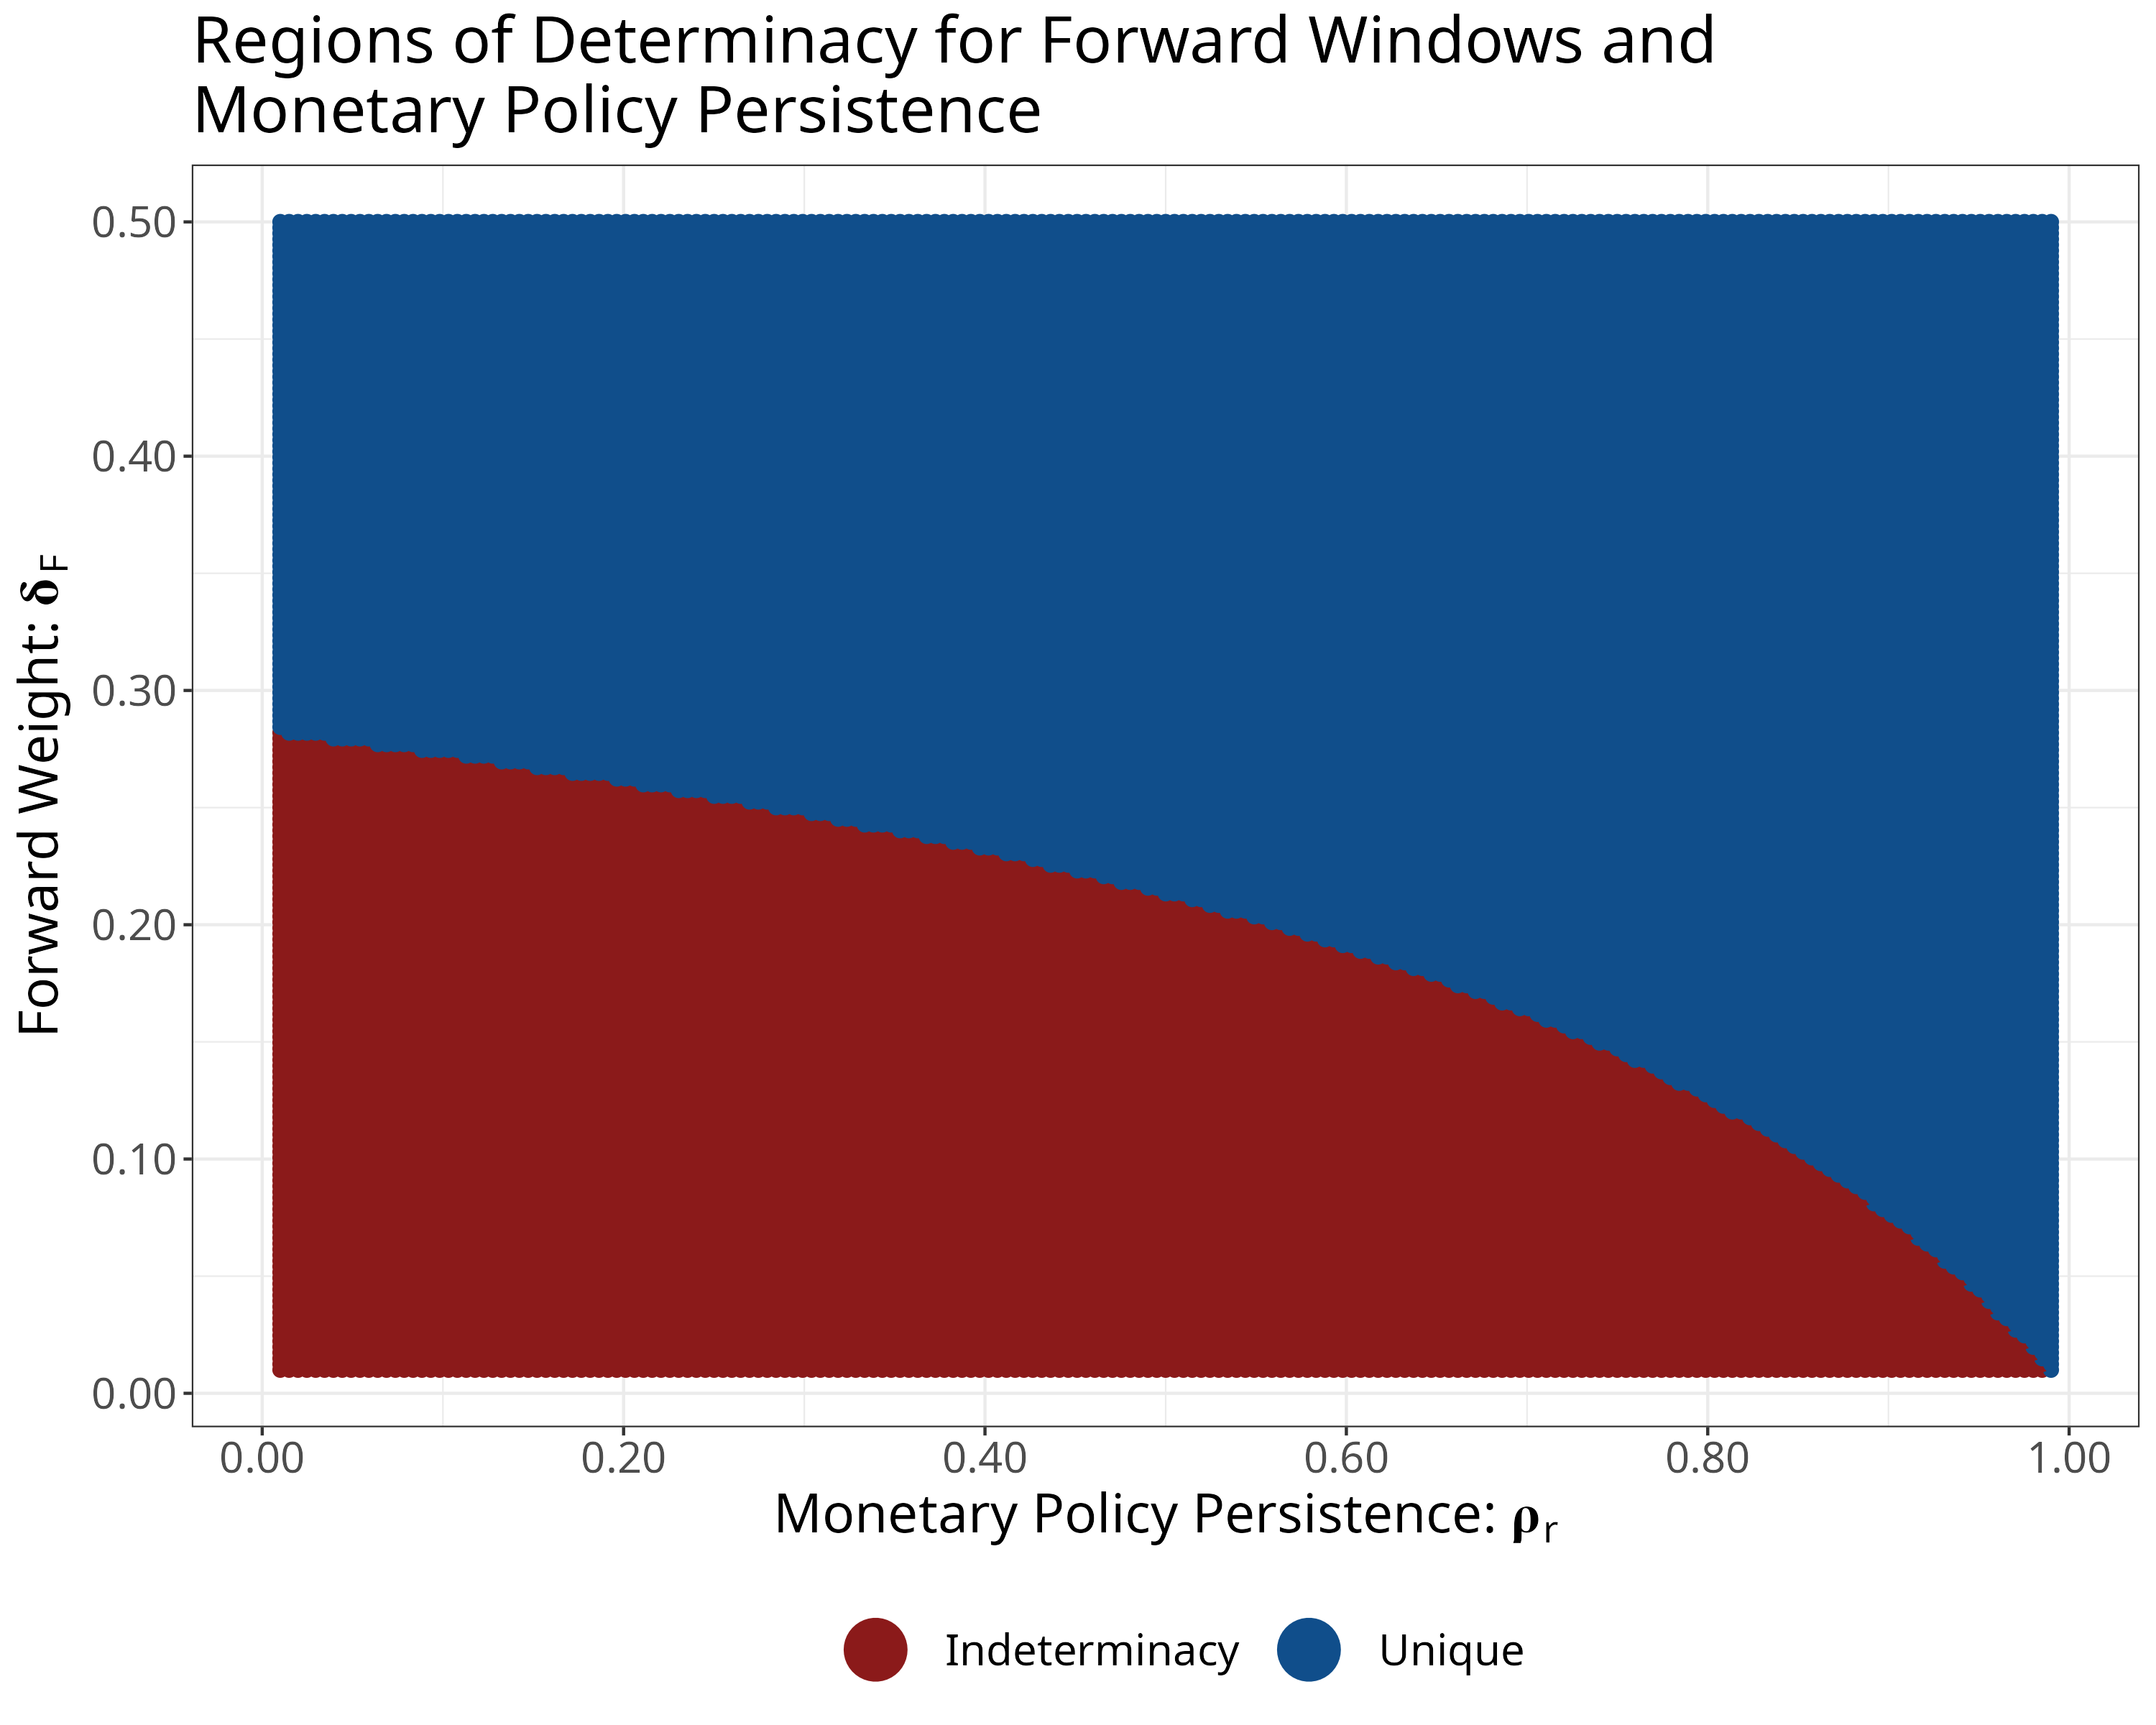 Regions of Determinacy for Forward Windows and
Monetary Policy Persistence
Forward Weight: δF
0.50
0.40
0.30
0.20
0.10
0.00
0.00 0.20 0.40 0.60 0.80 1.00
Monetary Policy Persistence: ρr
Indeterminacy Unique